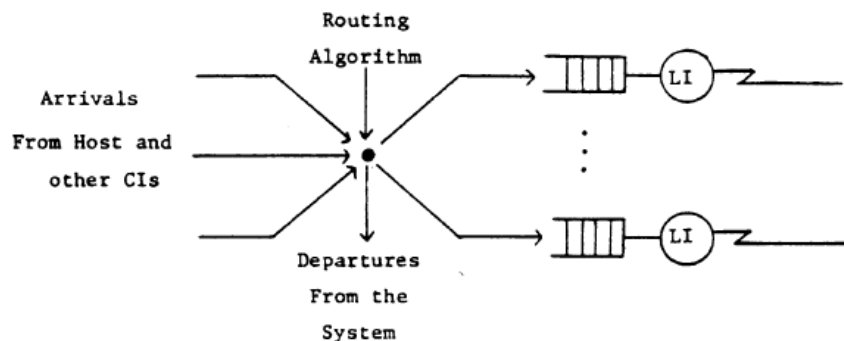 Routing
Algorithm
Arrivals
From Host and
other CIs
LI
LI
Departures
From the
System